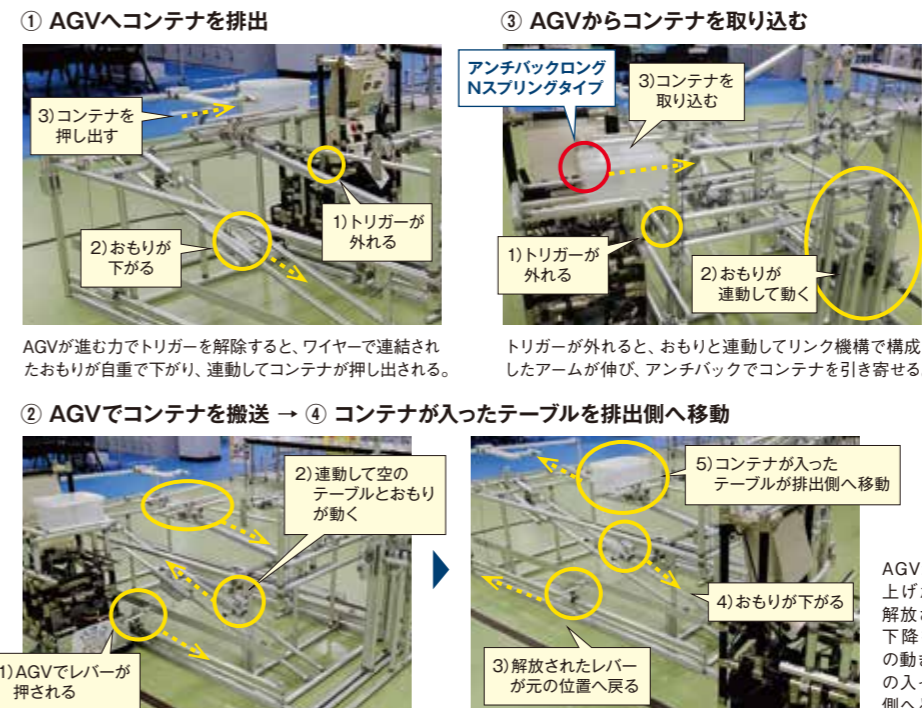 ① AGVへコンテナを排出
3)コンテナを
押し出す
1)トリガーが
外れる
2)おもりが
下がる
AGVが進む力でトリガーを解除すると、ワイヤーで連結され
たおもりが自重で下がり、連動してコンテナが押し出される。
③ AGVからコンテナを取り込む
アンチバックロング
Nスプリングタイプ
3)コンテナを
取り込む
1)トリガーが
外れる
2)おもりが
連動して動く
トリガーが外れると、おもりと連動してリンク機構で構成
したアームが伸び、アンチバックでコンテナを引き寄せる
② AGVでコンテナを搬送 → ④ コンテナが入ったテーブルを排出側へ移動
2)連動して空の
テーブルとおもり
が動く
1)AGVでレバーが
押される
5)コンテナが入った
テーブルが排出側へ移動
4)おもりが下がる
3)解放されたレバー
が元の位置へ戻る
AGV
上げ
解放
下降
の動
の入
側へ